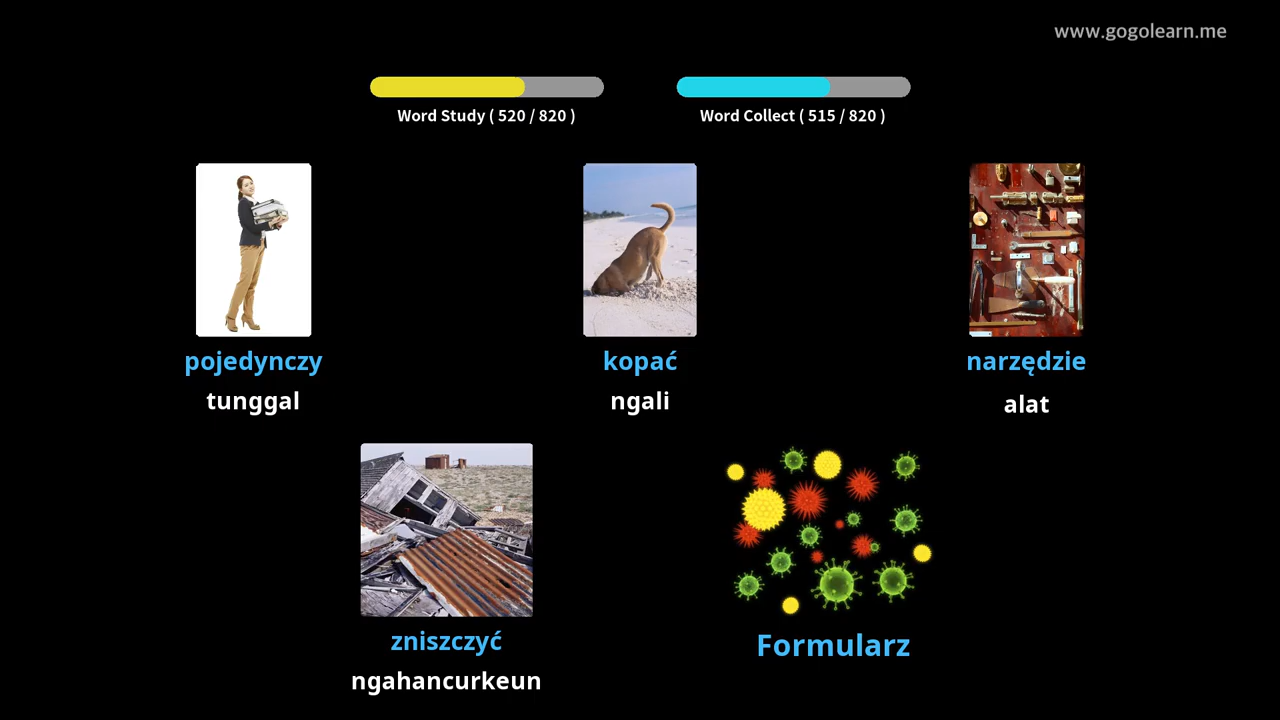 www.gogolearn.me
Word Study ( 520 / 820 )
Word Collect ( 515 / 820 )
pojedynczy
tunggal
kopać
ngali
narzędzie
alat
zniszczyć
ngahancurkeun
Formularz